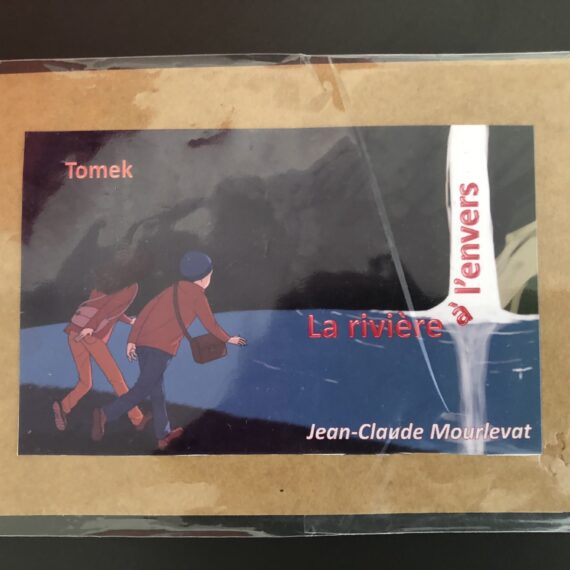 Tomek
La rivière à l'envers
Jean-Claude Mourlevat